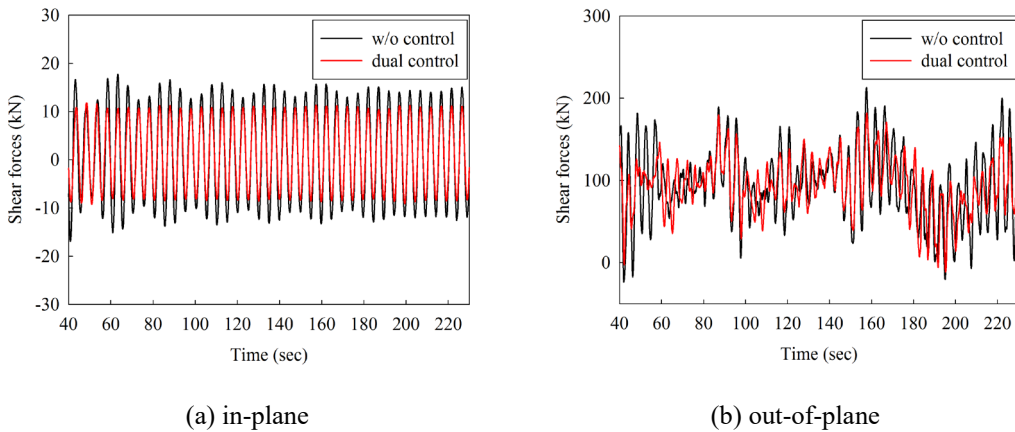 30
20
10
0
-10
-20
-30
Shear forces (kN)
w/o control
dual control
40 60 80 100 120 140 160 180 200 220
Time (sec)
(a) in-plane
300
200
100
0
Shear forces (kN)
w/o control
dual control
40 60 80 100 120 140 160 180 200 220
Time (sec)
(b) out-of-plane